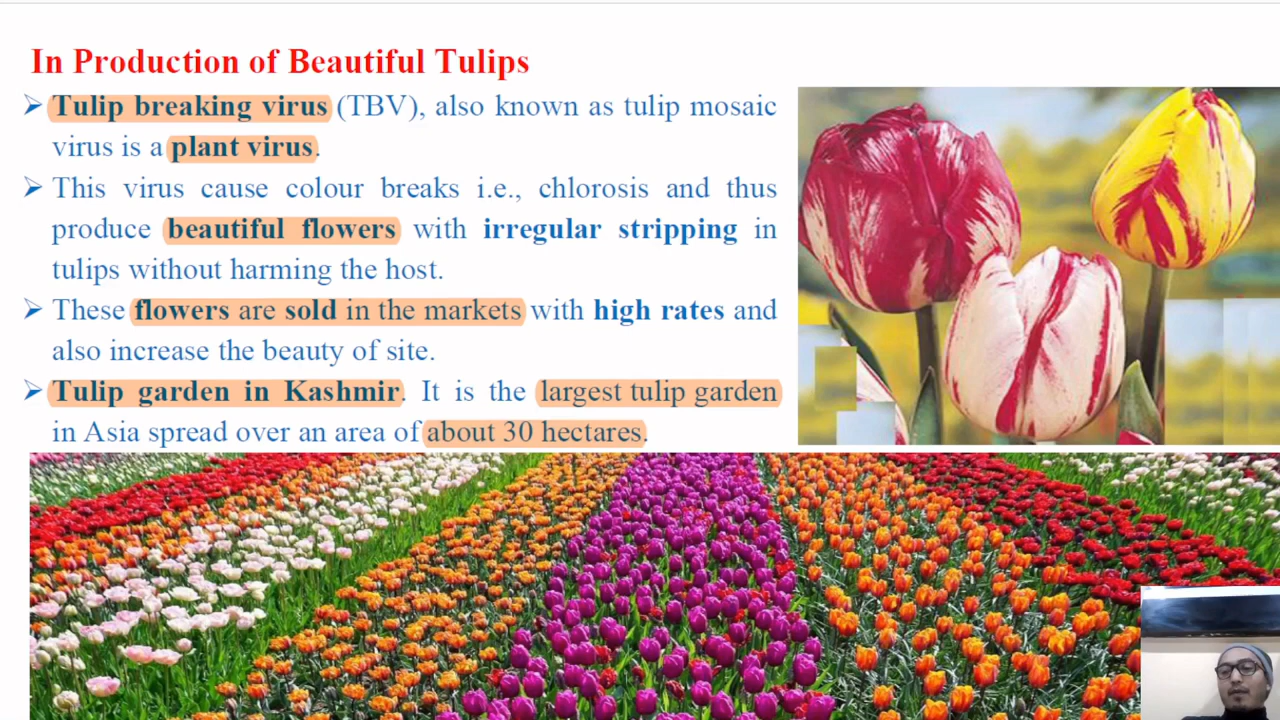 In Production of Beautiful Tulips
➢ Tulip breaking virus (TBV), also known as tulip mosaic
virus is a plant virus.
➢ This virus cause colour breaks i.e., chlorosis and thus
produce beautiful flowers with irregular stripping in
tulips without harming the host.
➢ These flowers are sold in the markets with high rates and
also increase the beauty of site.
➢ Tulip garden in Kashmir. It is the largest tulip garden
in Asia spread over an area of about 30 hectares.